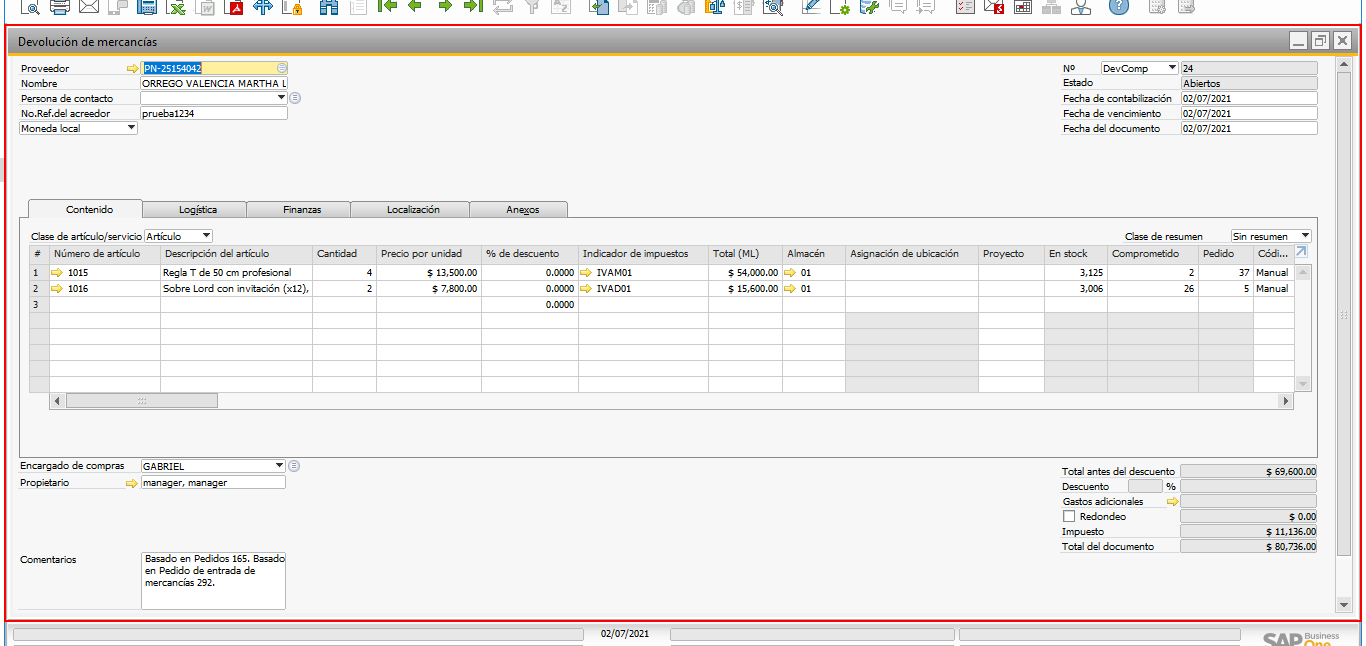 Devolución de mercancías
Proveedor PN-25154042
Nombre ORREGO VALENCIA MARTHA L
Persona de contacto
No.Ref.del acreedor prueba1234
Moneda local
Nº DevComp 24
Estado Abiertos
Fecha de contabilización 02/07/2021
Fecha de vencimiento 02/07/2021
Fecha del documento 02/07/2021
Contenido Logística Finanzas Localización Anexos
Clase de artículo/servicio Artículo Clase de resumen Sin resumen
# Número de artículo Descripción del artículo Cantidad Precio por unidad % de descuento Indicador de impuestos Total (ML) Almacén Asignación de ubicación Proyecto En stock Comprometido Pedido Códi...
1 1015 Regla T de 50 cm profesional 4 $ 13,500.00 0.0000 IVAM01 $ 54,000.00 01 3,125 2 37 Manual
2 1016 Sobre Lord con invitación (x12), 2 $ 7,800.00 0.0000 IVAD01 $ 15,600.00 01 3,006 26 5 Manual
3 0.0000
Encargado de compras GABRIEL
Propietario manager, manager
Total antes del descuento $ 69,600.00
Descuento %
Gastos adicionales
Redondeo $ 0.00
Impuesto $ 11,136.00
Total del documento $ 80,736.00
Comentarios Basado en Pedidos 165. Basado
en Pedido de entrada de
mercancías 292.
02/07/2021
SAP Business
One